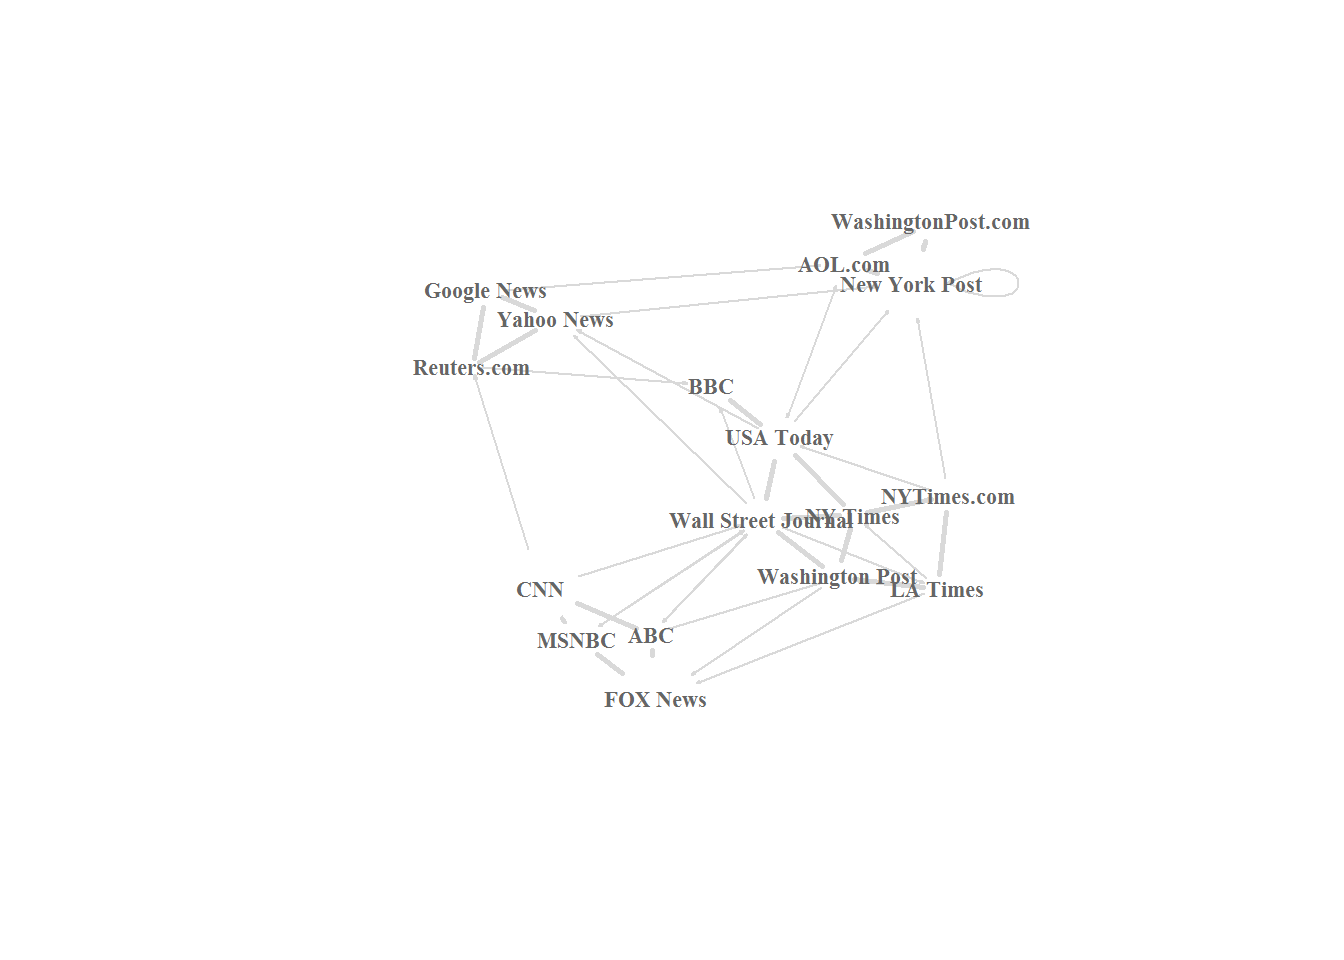 WashingtonPost.com
AOL.com
New York Post
Google News
Yahoo News
Reuters.com
BBC
USA Today
NYTimes.com
NY Times
Wall Street Journal
Washington Post
LA Times
CNN
MSNBC
ABC
FOX News